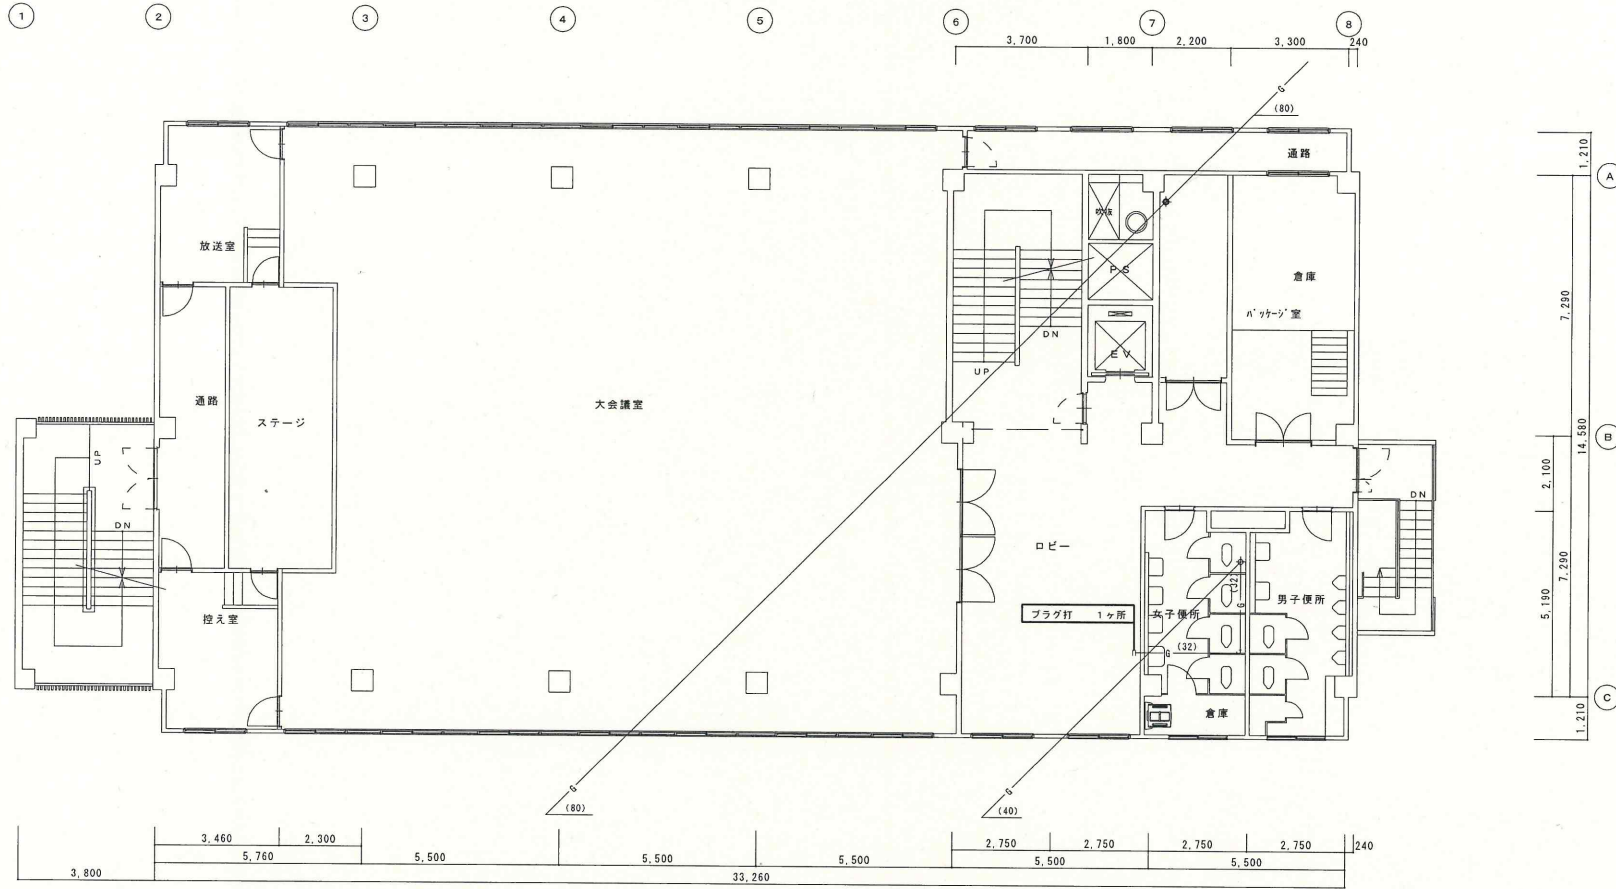 1 2 3 4 5 6 7 8
3,700 1,800 2,200 3,300 240
G
(80)
通路
1,210
A
吹抜
放送室
PS
倉庫
7,290
パッケージ室
DN
EV
UP
通路
大会議室
ステージ
14,580
B
UP
2,100
DN
DN
ロビー
7,290
(32)
G
5,190
プラグ打 1ヶ所
女子便所
男子便所
控え室
G
(32)
C
倉庫
1,210
G
(80)
G
(40)
3,460 2,300 2,750 2,750 2,750 2,750 240
5,760 5,500 5,500 5,500 5,500 5,500
3,800
33,260